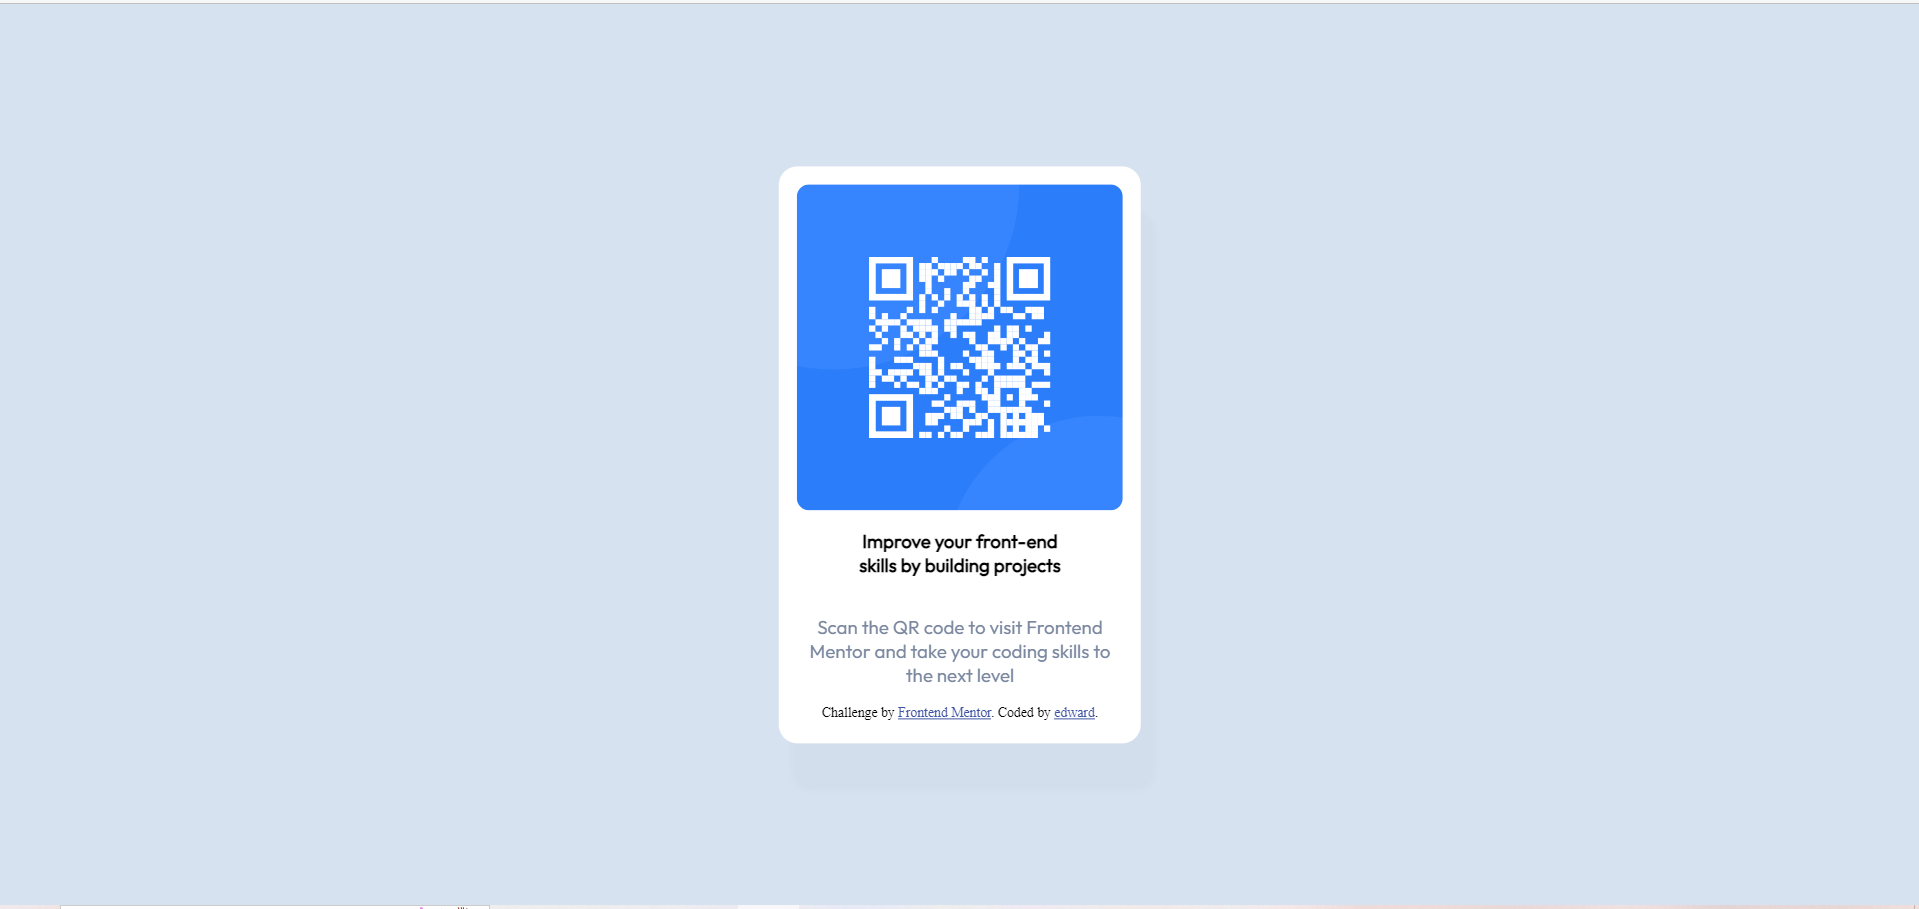 Improve your front-end
skills by building projects
Scan the QR code to visit Frontend
Mentor and take your coding skills to
the next level
Challenge by Frontend Mentor. Coded by edward.